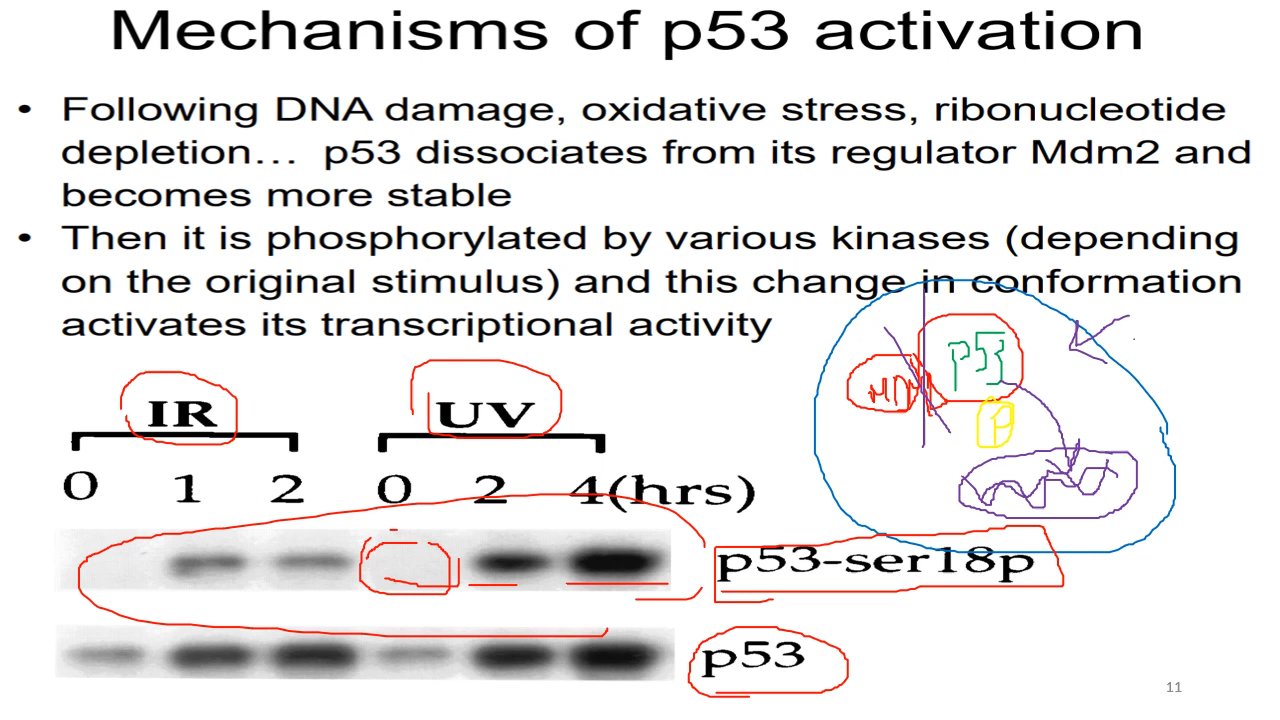 Mechanisms of p53 activation
• Following DNA damage, oxidative stress, ribonucleotide
depletion… p53 dissociates from its regulator Mdm2 and
becomes more stable
• Then it is phosphorylated by various kinases (depending
on the original stimulus) and this change in conformation
activates its transcriptional activity
p53
MDM
P
IR UV
0 1 2 0 2 4(hrs)
p53-ser18p
p53
11